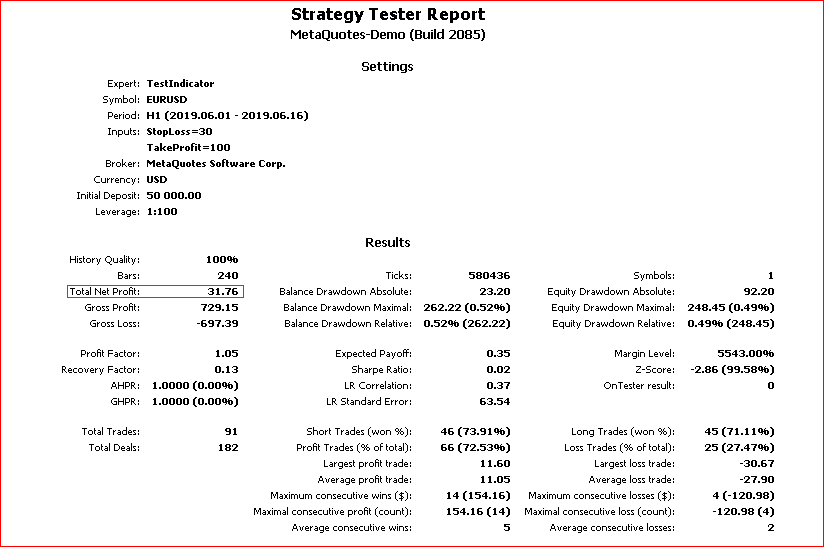 Strategy Tester Report
MetaQuotes-Demo (Build 2085)
Settings
Expert: TestIndicator
Symbol: EURUSD
Period: H1 (2019.06.01 - 2019.06.16)
Inputs: StopLoss=30
TakeProfit=100
Broker: MetaQuotes Software Corp.
Currency: USD
Initial Deposit: 50 000.00
Leverage: 1:100
Results
History Quality: 100%
Bars: 240 Ticks: 580436 Symbols: 1
Total Net Profit: 31.76 Balance Drawdown Absolute: 23.20 Equity Drawdown Absolute: 92.20
Gross Profit: 729.15 Balance Drawdown Maximal: 262.22 (0.52%) Equity Drawdown Maximal: 248.45 (0.49%)
Gross Loss: -697.39 Balance Drawdown Relative: 0.52% (262.22) Equity Drawdown Relative: 0.49% (248.45)
Profit Factor: 1.05 Expected Payoff: 0.35 Margin Level: 5543.00%
Recovery Factor: 0.13 Sharpe Ratio: 0.02 Z-Score: -2.86 (99.58%)
AHPR: 1.0000 (0.00%) LR Correlation: 0.37 OnTester result: 0
GHPR: 1.0000 (0.00%) LR Standard Error: 63.54
Total Trades: 91 Short Trades (won %): 46 (73.91%) Long Trades (won %): 45 (71.11%)
Total Deals: 182 Profit Trades (% of total): 66 (72.53%) Loss Trades (% of total): 25 (27.47%)
Largest profit trade: 11.60 Largest loss trade: -30.67
Average profit trade: 11.05 Average loss trade: -27.90
Maximum consecutive wins ($): 14 (154.16) Maximum consecutive losses ($): 4 (-120.98)
Maximal consecutive profit (count): 154.16 (14) Maximal consecutive loss (count): -120.98 (4)
Average consecutive wins: 5 Average consecutive losses: 2